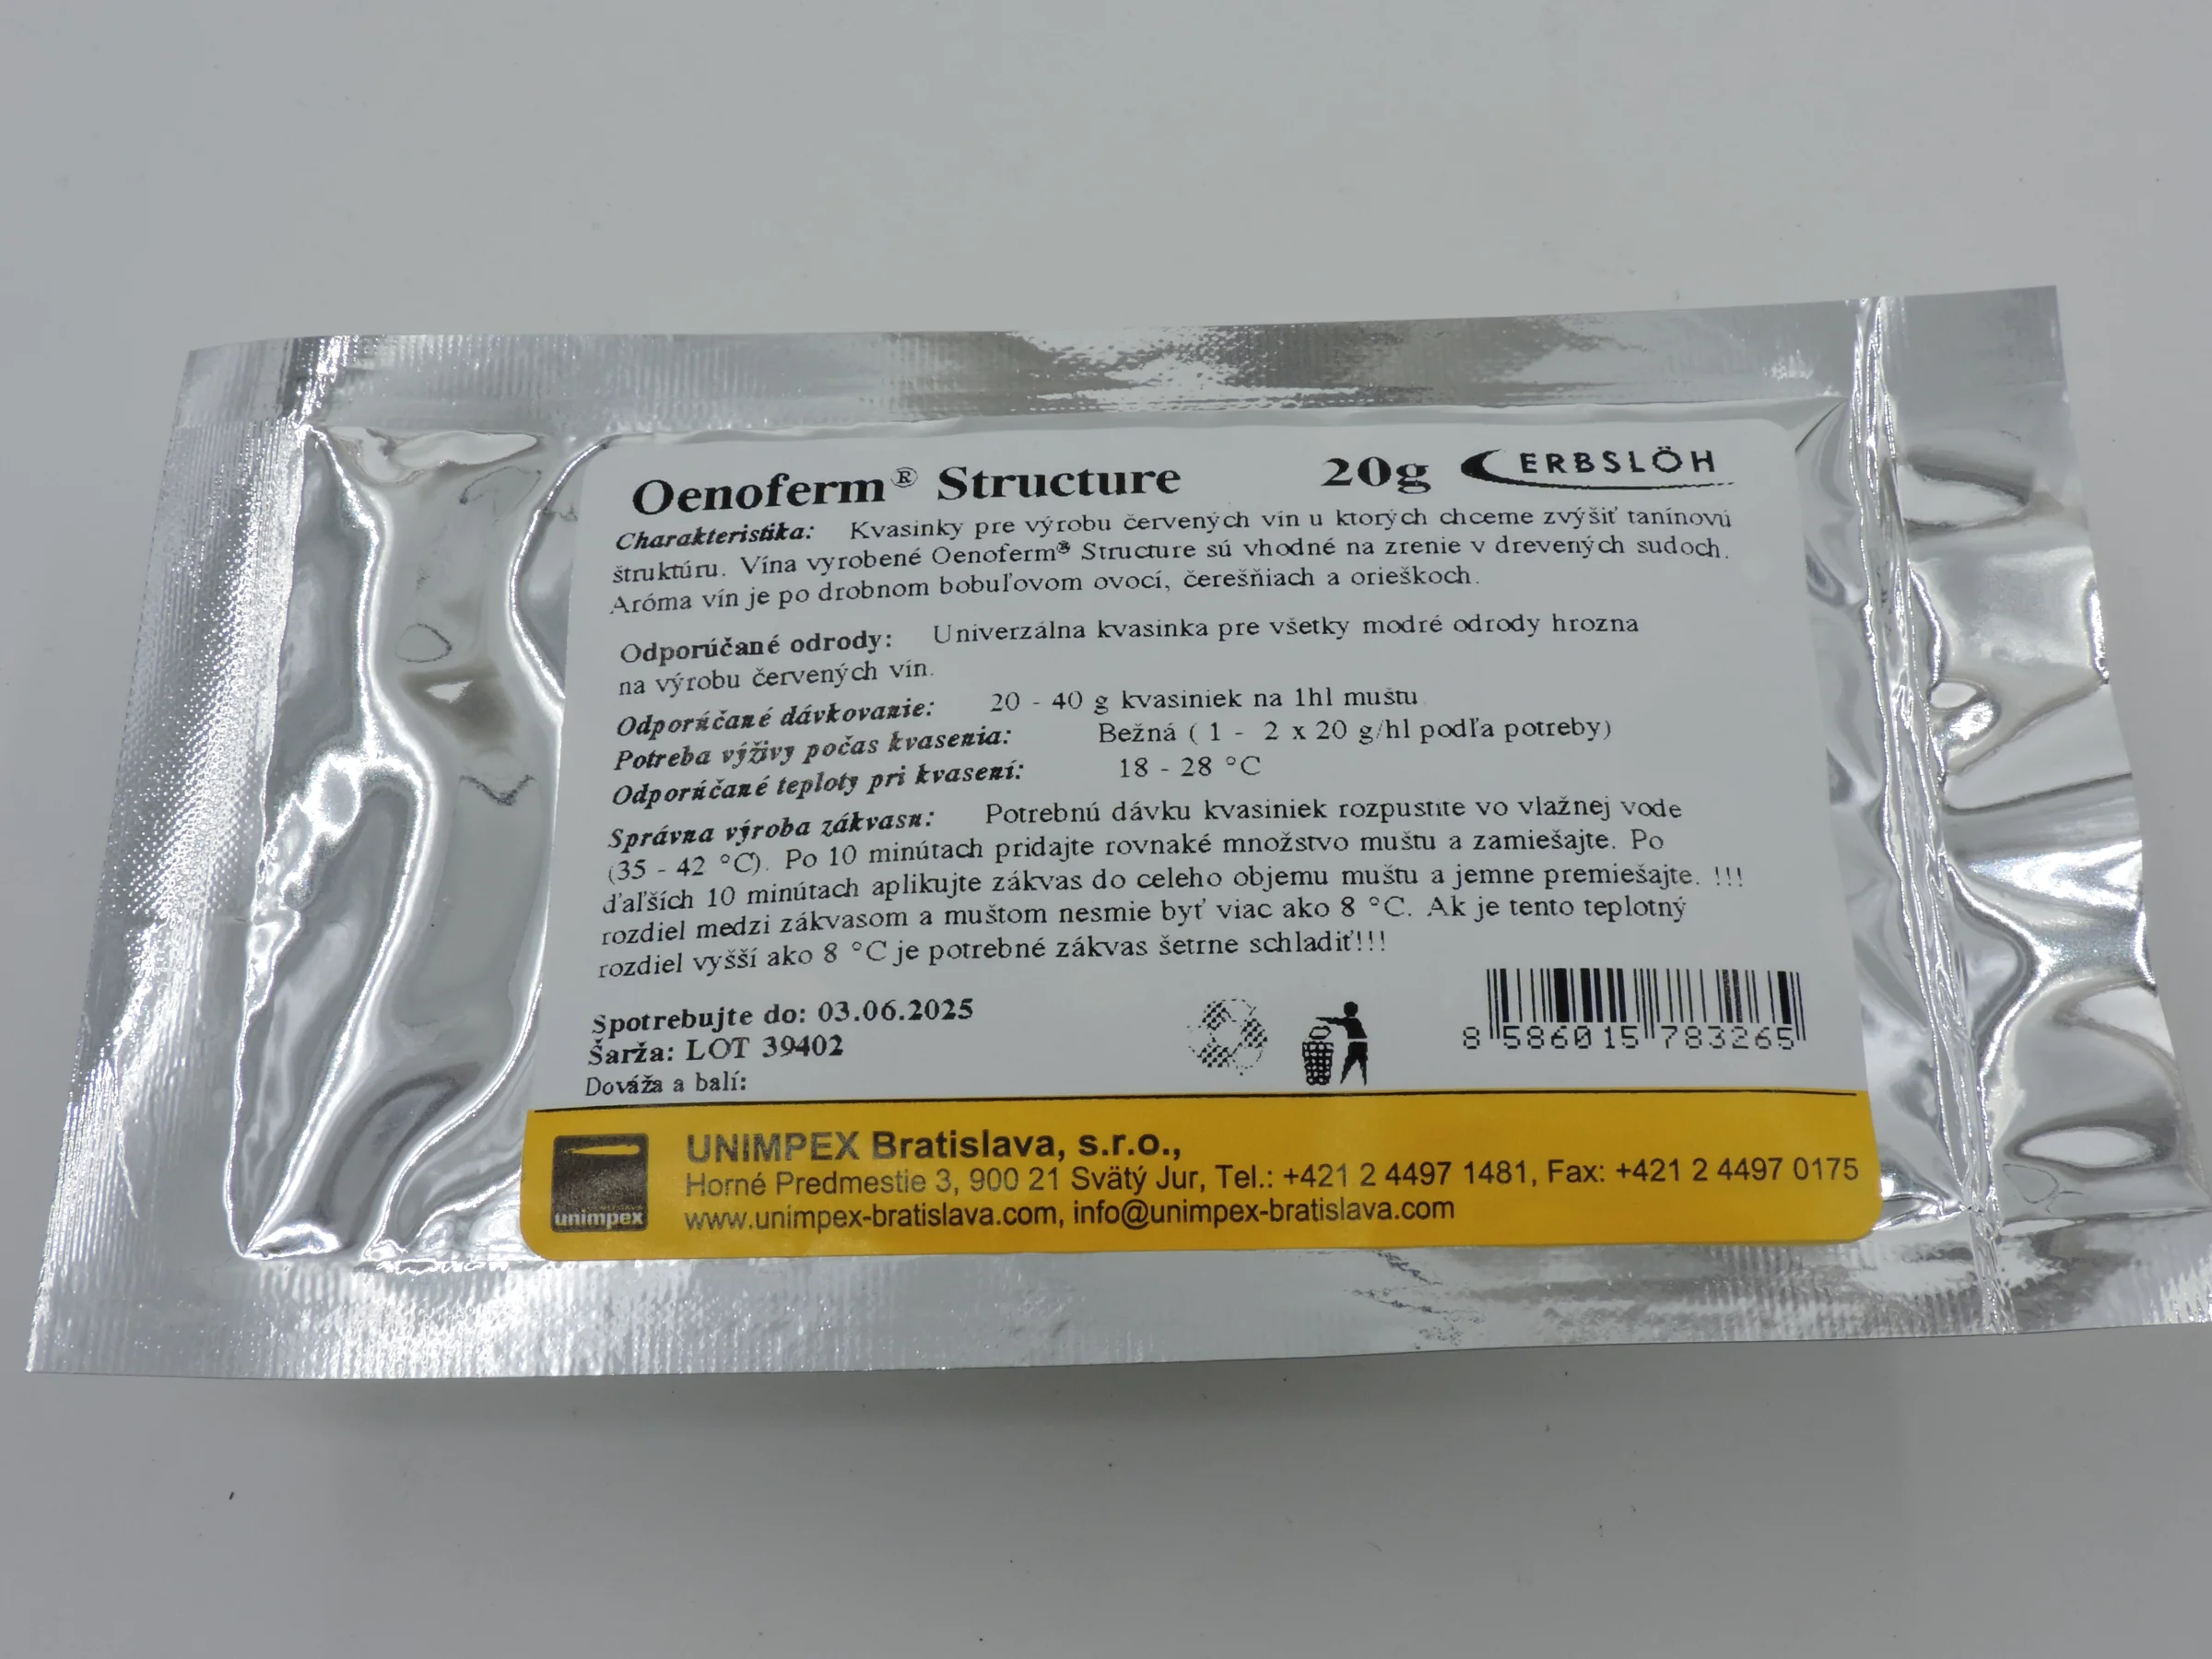 Oenoferm® Structure 20g ERBSLÖH
Charakteristika: Kvasinky pre výrobu červených vín u ktorých chceme zvýšiť tanínovú
štruktúru. Vína vyrobené Oenoferm® Structure sú vhodné na zrenie v drevených sudoch.
Aróma vín je po drobnom bobuľovom ovocí, čerešňiach a orieškoch.
Odporúčané odrody: Univerzálna kvasinka pre všetky modré odrody hrozna
na výrobu červených vín.
Odporúčané dávkovanie: 20 - 40 g kvasiniek na 1hl muštu
Potreba výživy počas kvasenia: Bežná ( 1 - 2 x 20 g/hl podľa potreby)
Odporúčané teploty pri kvasení: 18 - 28 °C
Správna výroba zákvasu: Potrebnú dávku kvasiniek rozpustite vo vlažnej vode
(35 - 42 °C). Po 10 minútach pridajte rovnaké množstvo muštu a zamiešajte. Po
ďaľších 10 minútach aplikujte zákvas do celeho objemu muštu a jemne premiešajte. !!!
rozdiel medzi zákvasom a muštom nesmie byť viac ako 8 °C. Ak je tento teplotný
rozdiel vyšší ako 8 °C je potrebné zákvas šetrne schladiť!!!
Spotrebujte do: 03.06.2025
Šarža: LOT 39402
Dováža a balí:
8 586015 783265
UNIMPEX Bratislava, s.r.o.,
Horné Predmestie 3, 900 21 Svätý Jur, Tel.: +421 2 4497 1481, Fax: +421 2 4497 0175
www.unimpex-bratislava.com, info@unimpex-bratislava.com
unimpex